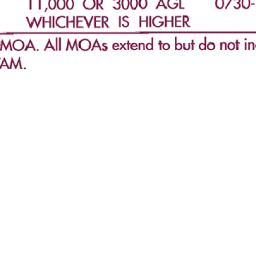 11,000 OR 3000 AGL 0730-
WHICHEVER IS HIGHER
MOA. All MOAs extend to but do not in
AM.